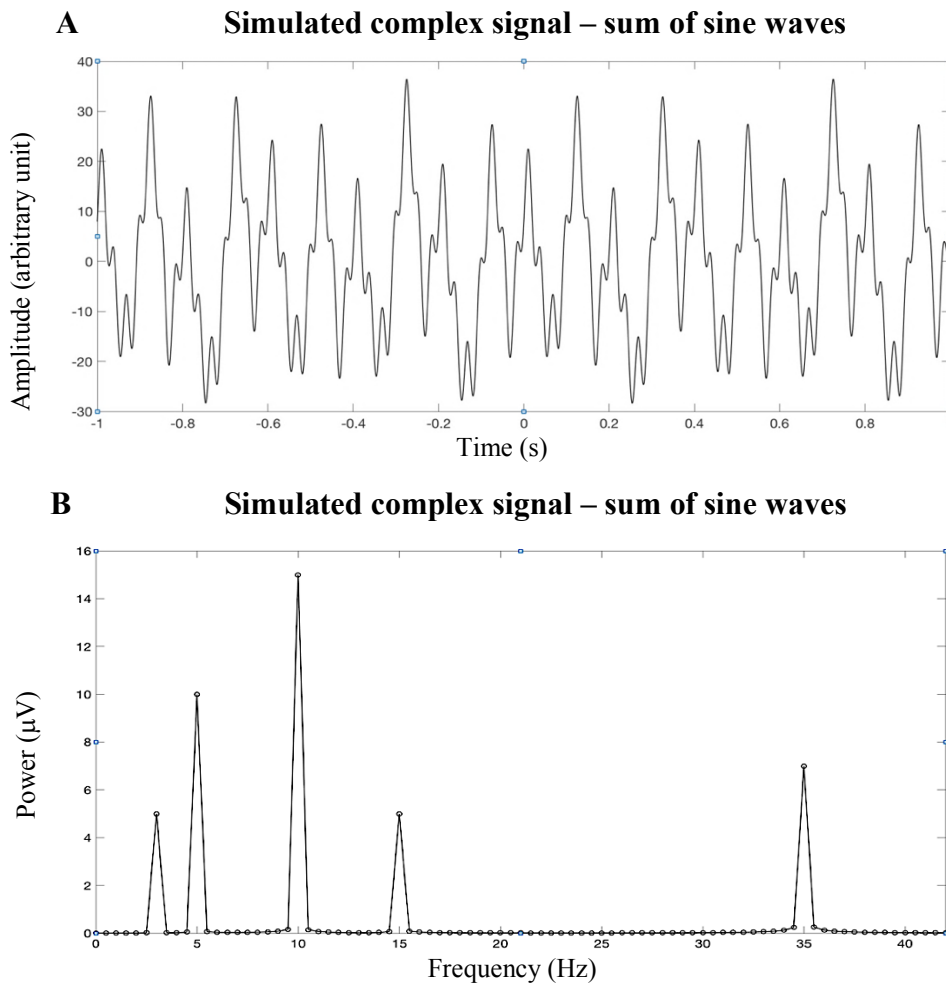 A Simulated complex signal – sum of sine waves
40
30
20
10
0
-10
-20
-30
Amplitude (arbitrary unit)
-1 -0.8 -0.6 -0.4 -0.2 0 0.2 0.4 0.6 0.8
Time (s)
B Simulated complex signal – sum of sine waves
16
14
12
10
8
6
4
2
0
Power (μV)
0 5 10 15 20 25 30 35 40
Frequency (Hz)